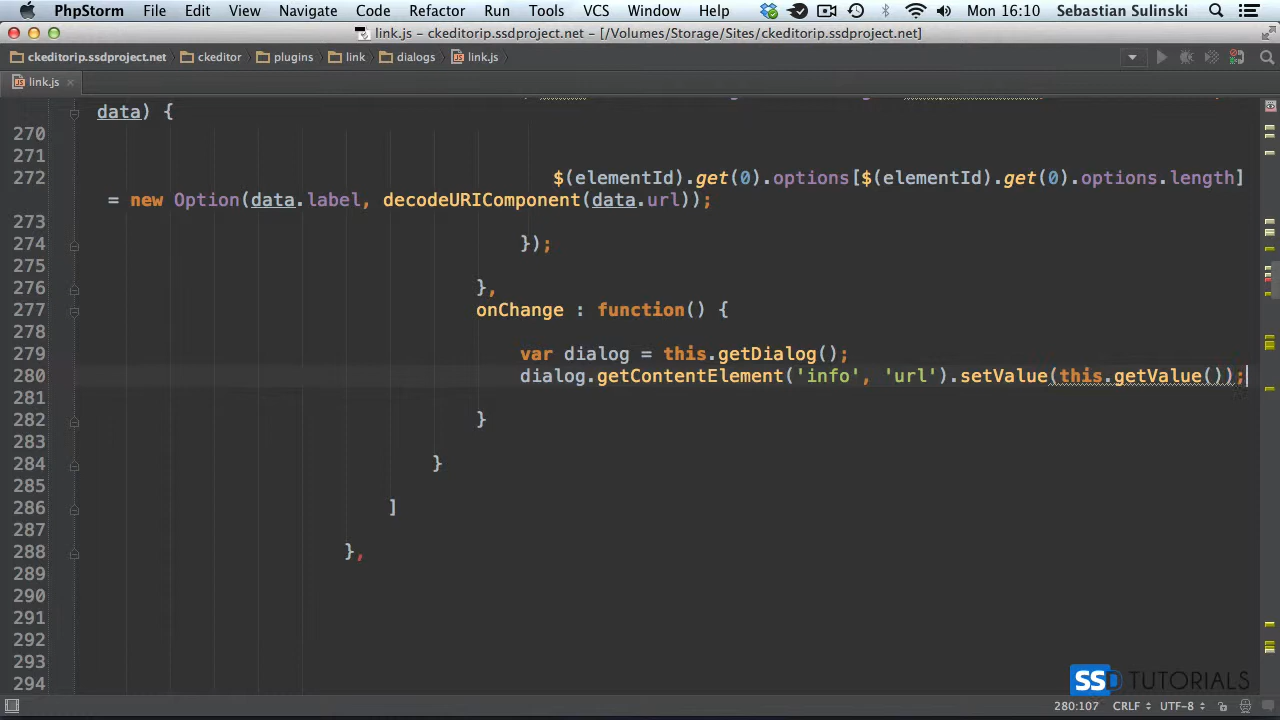 PhpStorm File Edit View Navigate Code Refactor Run Tools VCS Window Help Mon 16:10 Sebastian Sulinski
link.js - ckeditorip.ssdproject.net - [/Volumes/Storage/Sites/ckeditorip.ssdproject.net]
ckeditorip.ssdproject.net ckeditor plugins link dialogs link.js
link.js
data) {
270
271
272 $(elementId).get(0).options[$(elementId).get(0).options.length]
= new Option(data.label, decodeURIComponent(data.url));
273
274 });
275
276 },
277 onChange : function() {
278
279 var dialog = this.getDialog();
280 dialog.getContentElement('info', 'url').setValue(this.getValue());
281
282 }
283
284 }
285
286 ]
287
288 },
289
290
291
292
293
294
SSD TUTORIALS
280:107 CRLF UTF-8